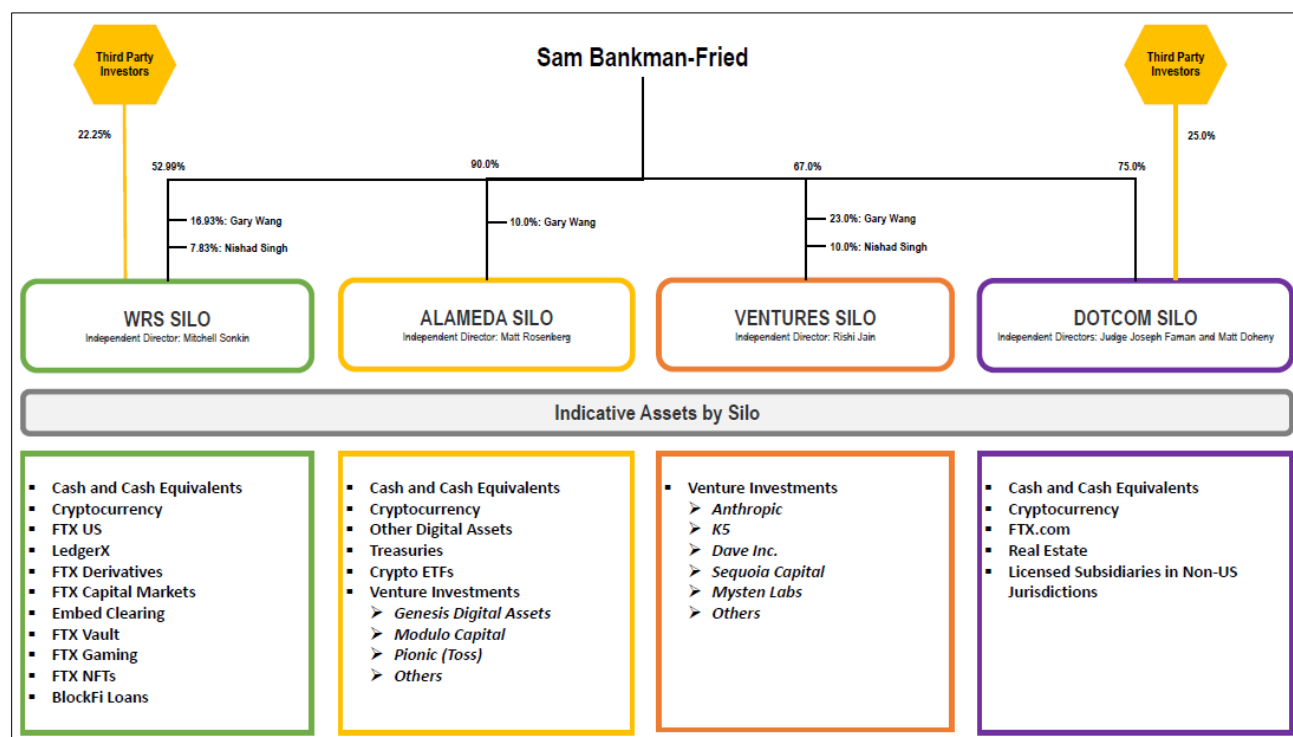 Third Party
Investors
Sam Bankman-Fried
Third Party
Investors
22.25%
25.0%
52.99%
90.0%
67.0%
75.0%
16.93%: Gary Wang
7.83%: Nishad Singh
10.0%: Gary Wang
23.0%: Gary Wang
10.0%: Nishad Singh
WRS SILO
Independent Director: Mitchell Sonkin
ALAMEDA SILO
Independent Director: Matt Rosenberg
VENTURES SILO
Independent Director: Rishi Jain
DOTCOM SILO
Independent Directors: Judge Joseph Farnan and Matt Doheny
Indicative Assets by Silo
▪ Cash and Cash Equivalents
▪ Cryptocurrency
▪ FTX US
▪ LedgerX
▪ FTX Derivatives
▪ FTX Capital Markets
▪ Embed Clearing
▪ FTX Vault
▪ FTX Gaming
▪ FTX NFTs
▪ BlockFi Loans
▪ Cash and Cash Equivalents
▪ Cryptocurrency
▪ Other Digital Assets
▪ Treasuries
▪ Crypto ETFs
▪ Venture Investments
➢ Genesis Digital Assets
➢ Modulo Capital
➢ Pionic (Toss)
➢ Others
▪ Venture Investments
➢ Anthropic
➢ K5
➢ Dave Inc.
➢ Sequoia Capital
➢ Mysten Labs
➢ Others
▪ Cash and Cash Equivalents
▪ Cryptocurrency
▪ FTX.com
▪ Real Estate
▪ Licensed Subsidiaries in Non-US
Jurisdictions